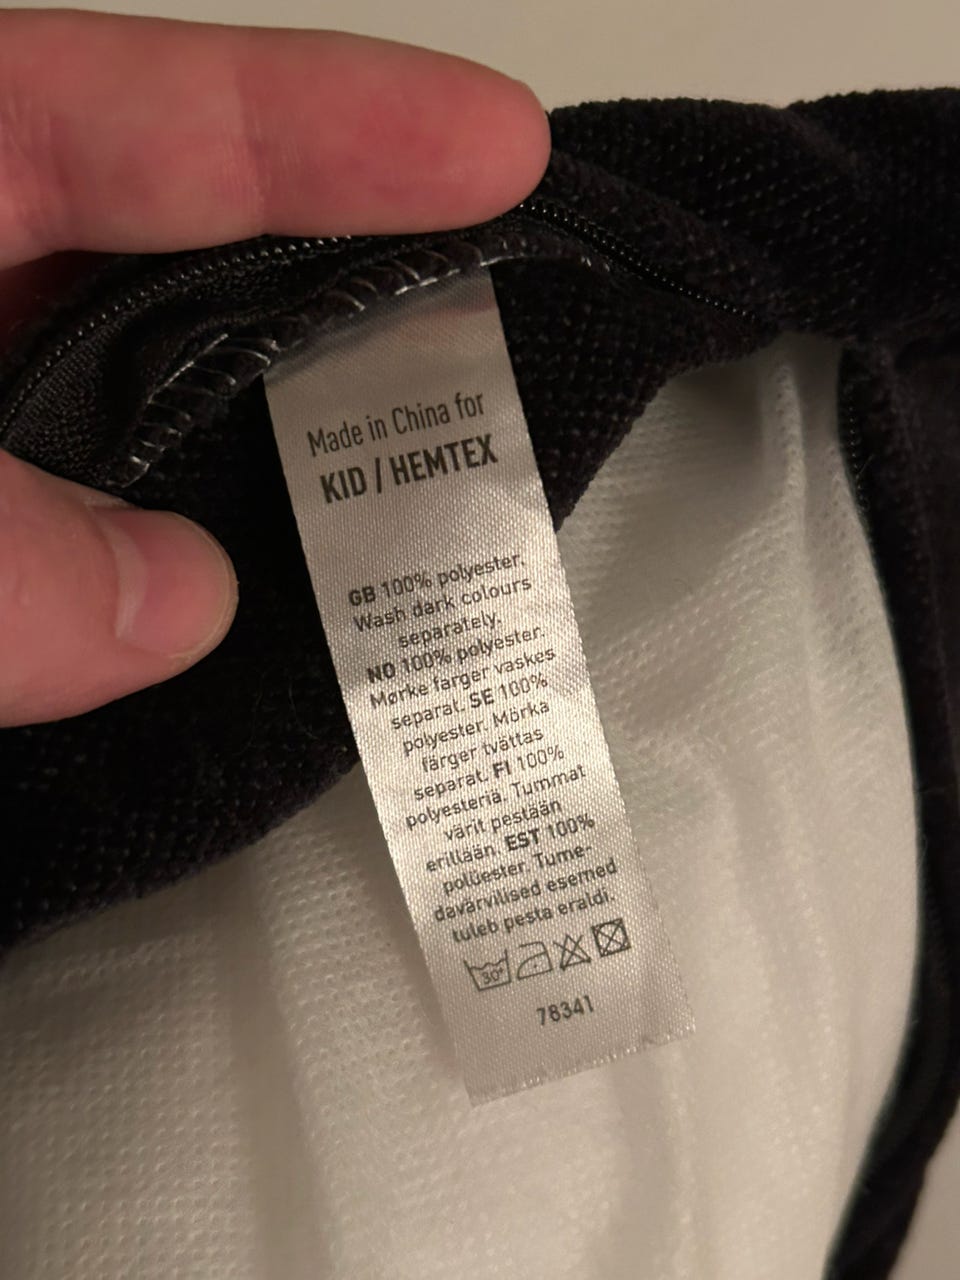 Made in China for
KID / HEMTEX
GB 100% polyester.
Wash dark colours
separately.
NO 100% polyester.
Mørke farger vaskes
separat. SE 100%
polyester. Mörka
färger tvättas
separat. FI 100%
polyesteriä. Tummat
värit pestään
erillään. EST 100%
polüester. Tume-
davärvilised esemed
tuleb pesta eraldi.
30°
78341